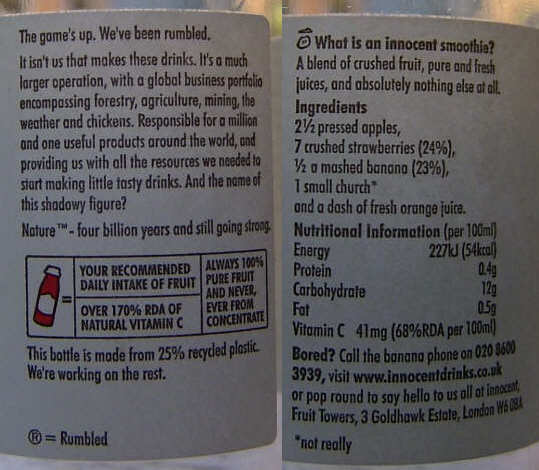 The game's up. We've been rumbled.
It isn't us that makes these drinks. It's a much
larger operation, with a global business portfolio
encompassing forestry, agriculture, mining, the
weather and chickens. Responsible for a million
and one useful products around the world, and
providing us with all the resources we needed to
start making little tasty drinks. And the name of
this shadowy figure?
Nature™ - four billion years and still going strong.
=
YOUR RECOMMENDED
DAILY INTAKE OF FRUIT
OVER 170% RDA OF
NATURAL VITAMIN C
ALWAYS 100%
PURE FRUIT
AND NEVER,
EVER FROM
CONCENTRATE
This bottle is made from 25% recycled plastic.
We're working on the rest.
® = Rumbled
What is an innocent smoothie?
A blend of crushed fruit, pure and fresh
juices, and absolutely nothing else at all.
Ingredients
2½ pressed apples,
7 crushed strawberries (24%),
½ a mashed banana (23%),
1 small church*
and a dash of fresh orange juice.
Nutritional Information (per 100ml)
Energy 227kJ (54kcal)
Protein 0.4g
Carbohydrate 12g
Fat 0.5g
Vitamin C 41mg (68%RDA per 100ml)
Bored? Call the banana phone on 020 8600
3939, visit www.innocentdrinks.co.uk
or pop round to say hello to us all at innocent,
Fruit Towers, 3 Goldhawk Estate, London W6 0BA
*not really